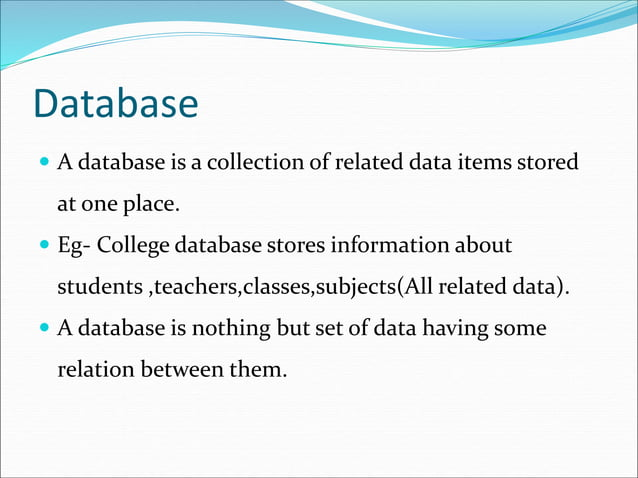 Database
• A database is a collection of related data items stored
at one place.
• Eg- College database stores information about
students ,teachers,classes,subjects(All related data).
• A database is nothing but set of data having some
relation between them.